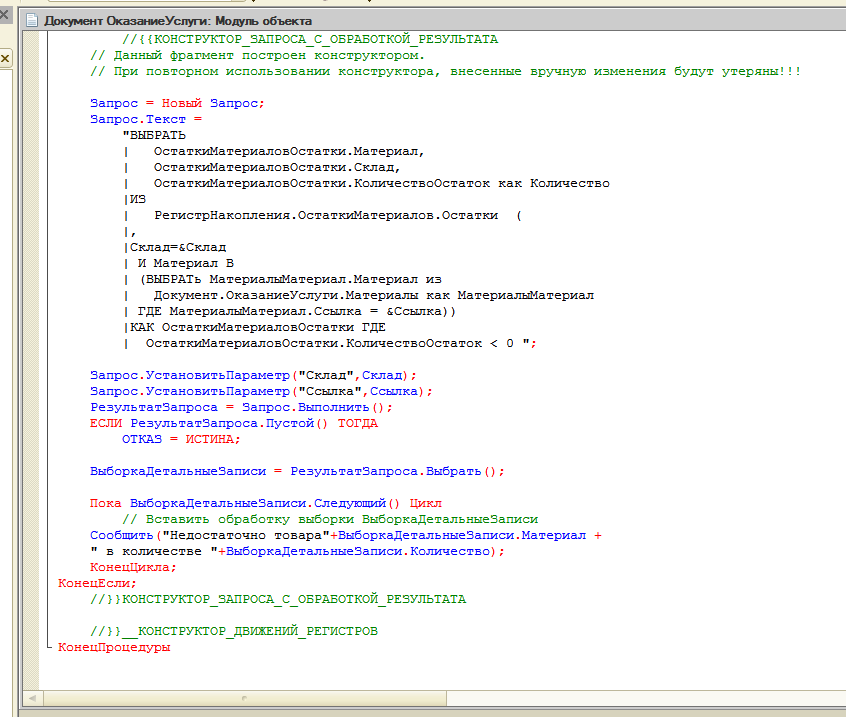 Документ ОказаниеУслуги: Модуль объекта
//{{КОНСТРУКТОР_ЗАПРОСА_С_ОБРАБОТКОЙ_РЕЗУЛЬТАТА
// Данный фрагмент построен конструктором.
// При повторном использовании конструктора, внесенные вручную изменения будут утеряны!!!
Запрос = Новый Запрос;
Запрос.Текст =
"ВЫБРАТЬ
|   ОстаткиМатериаловОстатки.Материал,
|   ОстаткиМатериаловОстатки.Склад,
|   ОстаткиМатериаловОстатки.КоличествоОстаток как Количество
|ИЗ
|   РегистрНакопления.ОстаткиМатериалов.Остатки  (
|,
|Склад=&Склад
| И Материал В
| (ВЫБРАТь МатериалыМатериал.Материал из
|   Документ.ОказаниеУслуги.Материалы как МатериалыМатериал
| ГДЕ МатериалыМатериал.Ссылка = &Ссылка))
|КАК ОстаткиМатериаловОстатки ГДЕ
|  ОстаткиМатериаловОстатки.КоличествоОстаток < 0 ";
Запрос.УстановитьПараметр("Склад",Склад);
Запрос.УстановитьПараметр("Ссылка",Ссылка);
РезультатЗапроса = Запрос.Выполнить();
ЕСЛИ РезультатЗапроса.Пустой() ТОГДА
ОТКАЗ = ИСТИНА;
ВыборкаДетальныеЗаписи = РезультатЗапроса.Выбрать();
Пока ВыборкаДетальныеЗаписи.Следующий() Цикл
// Вставить обработку выборки ВыборкаДетальныеЗаписи
Сообщить("Недостаточно товара"+ВыборкаДетальныеЗаписи.Материал +
" в количестве "+ВыборкаДетальныеЗаписи.Количество);
КонецЦикла;
КонецЕсли;
//}}КОНСТРУКТОР_ЗАПРОСА_С_ОБРАБОТКОЙ_РЕЗУЛЬТАТА
//}}__КОНСТРУКТОР_ДВИЖЕНИЙ_РЕГИСТРОВ
КонецПроцедуры